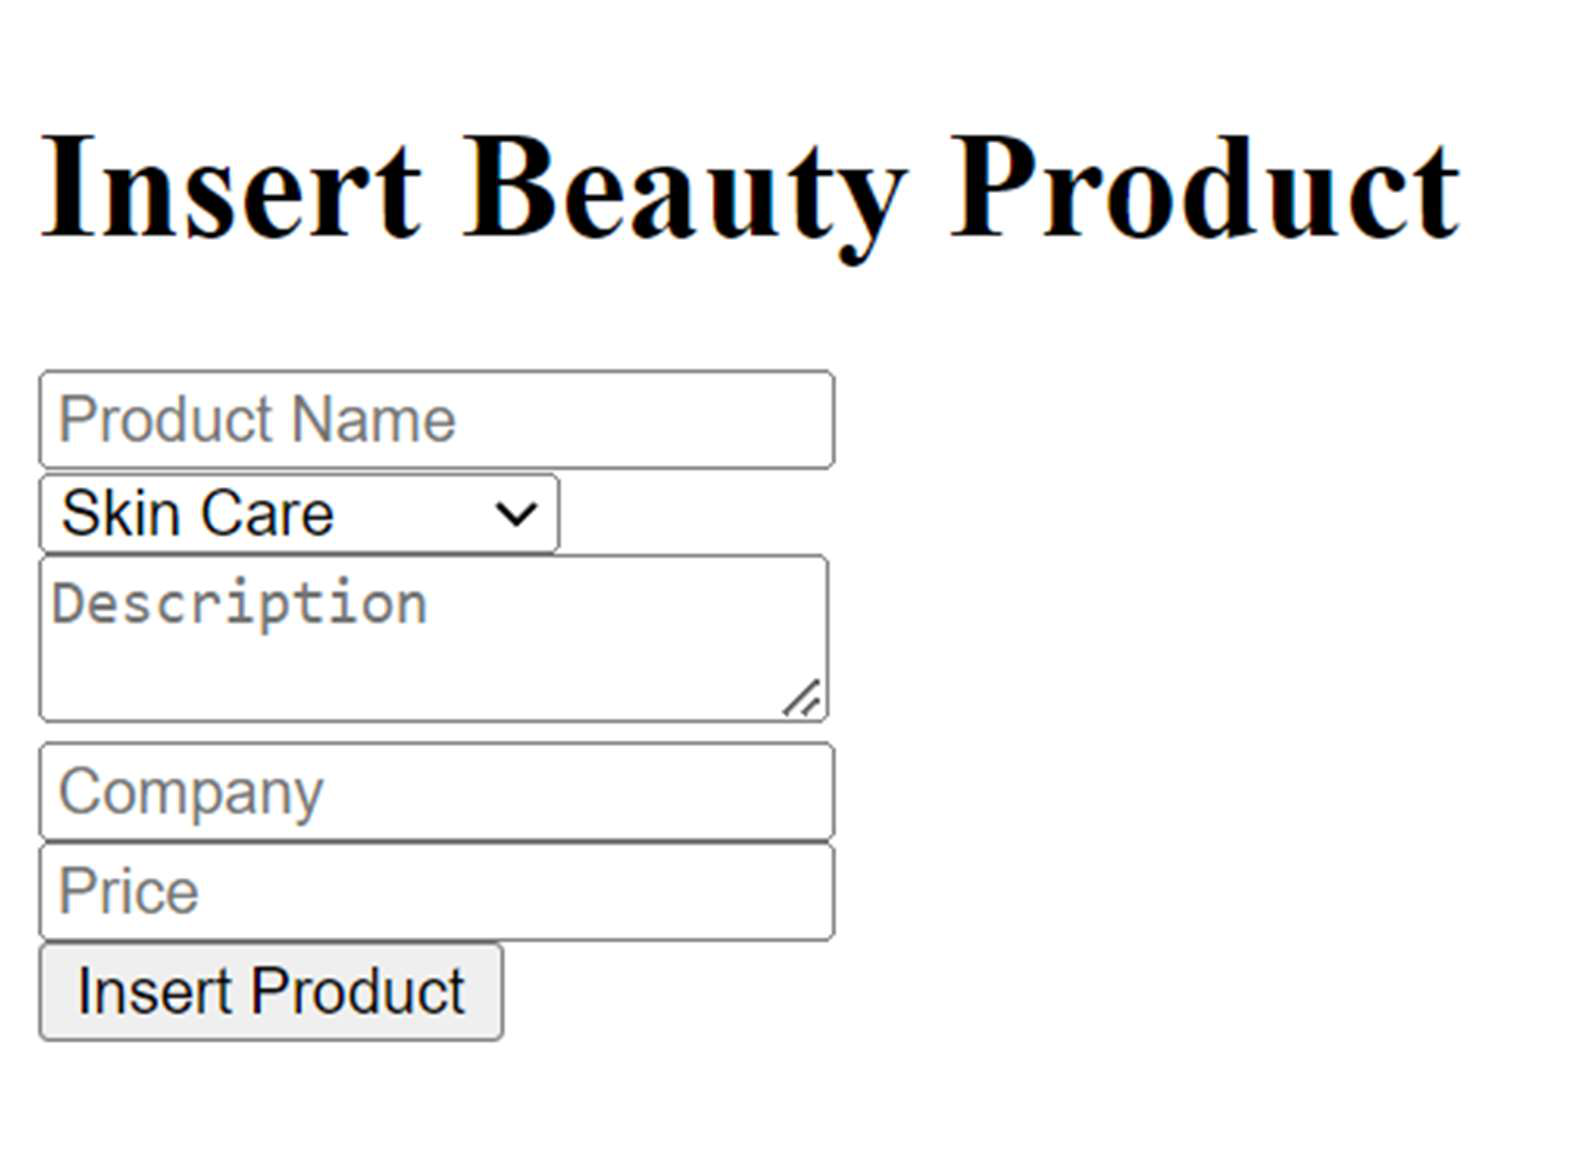 Insert Beauty Product
Product Name
Skin Care
Description
Company
Price
Insert Product